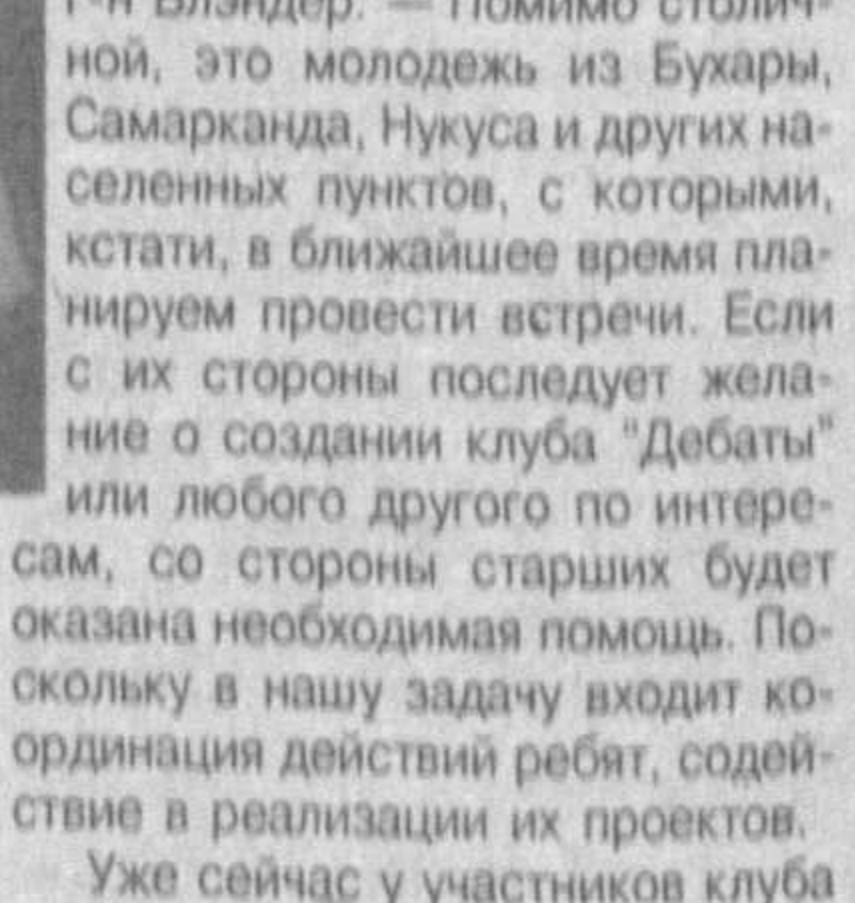 г-н Блэндер. — Помимо столич-
ной, это молодежь из Бухары,
Самарканда, Нукуса и других на-
селенных пунктов, с которыми,
кстати, в ближайшее время пла-
нируем провести встречи. Если
с их стороны последует жела-
ние о создании клуба "Дебаты"
или любого другого по интере-
сам, со стороны старших будет
оказана необходимая помощь. По-
скольку в нашу задачу входит ко-
ординация действий ребят, содей-
ствие в реализации их проектов.
Уже сейчас у участников клуба